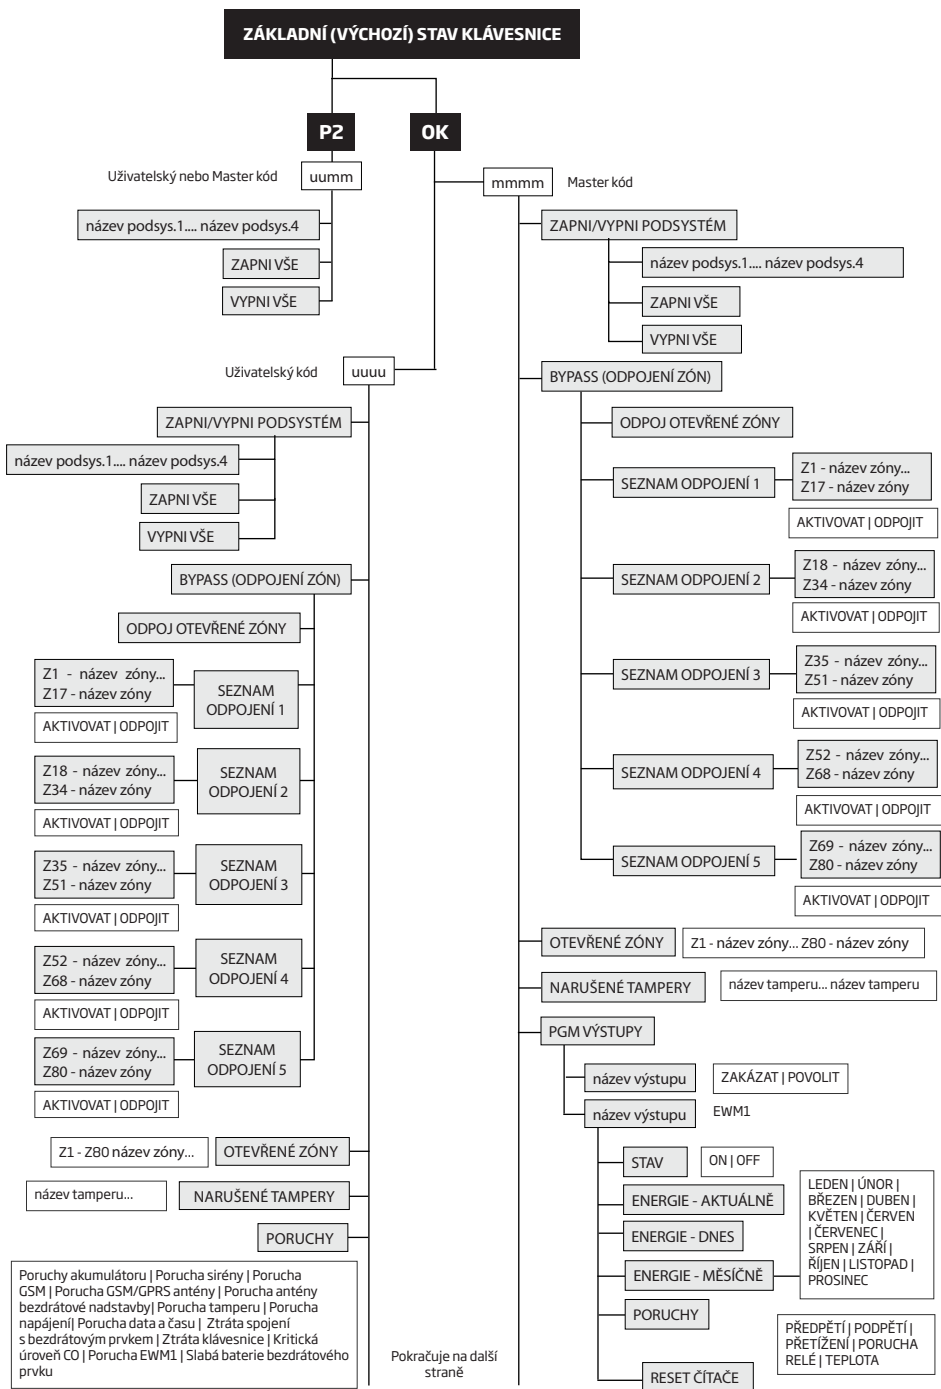 ZÁKLADNÍ (VÝCHOZÍ) STAV KLÁVESNICE
P2
OK
Uživatelský nebo Master kód
uumm
název podsys.1.... název podsys.4
ZAPNI VŠE
VYPNI VŠE
mmmm
Master kód
ZAPNI/VYPNI PODSYSTÉM
název podsys.1.... název podsys.4
ZAPNI VŠE
VYPNI VŠE
Uživatelský kód
uuuu
ZAPNI/VYPNI PODSYSTÉM
název podsys.1.... název podsys.4
ZAPNI VŠE
VYPNI VŠE
BYPASS (ODPOJENÍ ZÓN)
ODPOJ OTEVŘENÉ ZÓNY
Z1 - název zóny...
Z17 - název zóny
SEZNAM
ODPOJENÍ 1
AKTIVOVAT | ODPOJIT
Z18 - název zóny...
Z34 - název zóny
SEZNAM
ODPOJENÍ 2
AKTIVOVAT | ODPOJIT
Z35 - název zóny...
Z51 - název zóny
SEZNAM
ODPOJENÍ 3
AKTIVOVAT | ODPOJIT
Z52 - název zóny...
Z68 - název zóny
SEZNAM
ODPOJENÍ 4
AKTIVOVAT | ODPOJIT
Z69 - název zóny...
Z80 - název zóny
SEZNAM
ODPOJENÍ 5
AKTIVOVAT | ODPOJIT
Z1 - Z80 název zóny...
OTEVŘENÉ ZÓNY
název tamperu...
NARUŠENÉ TAMPERY
PORUCHY
Poruchy akumulátoru | Porucha sirény | Porucha
GSM | Porucha GSM/GPRS antény | Poruchy antény
bezdrátové nadstavby| Porucha tamperu | Porucha
napájení| Porucha data a času | Ztráta spojení
s bezdrátovým prvkem | Ztráta klávesnice | Kritická
úroveň CO | Porucha EWM1 | Slabá baterie bezdrátového
prvku
BYPASS (ODPOJENÍ ZÓN)
ODPOJ OTEVŘENÉ ZÓNY
SEZNAM ODPOJENÍ 1
Z1 - název zóny...
Z17 - název zóny
AKTIVOVAT | ODPOJIT
SEZNAM ODPOJENÍ 2
Z18 - název zóny...
Z34 - název zóny
AKTIVOVAT | ODPOJIT
SEZNAM ODPOJENÍ 3
Z35 - název zóny...
Z51 - název zóny
AKTIVOVAT | ODPOJIT
SEZNAM ODPOJENÍ 4
Z52 - název zóny...
Z68 - název zóny
AKTIVOVAT | ODPOJIT
SEZNAM ODPOJENÍ 5
Z69 - název zóny...
Z80 - název zóny
AKTIVOVAT | ODPOJIT
OTEVŘENÉ ZÓNY
Z1 - název zóny... Z80 - název zóny
NARUŠENÉ TAMPERY
název tamperu... název tamperu
PGM VÝSTUPY
název výstupu
ZAKÁZAT | POVOLIT
název výstupu
EWM1
STAV
ON | OFF
ENERGIE - AKTUÁLNĚ
ENERGIE - DNES
ENERGIE - MĚSÍČNĚ
LEDEN | ÚNOR |
BŘEZEN | DUBEN |
KVĚTEN | ČERVEN
| ČERVENEC |
SRPEN | ZÁŘÍ |
ŘÍJEN | LISTOPAD |
PROSINEC
PORUCHY
PŘEDPĚTÍ | PODPĚTÍ |
PŘETÍŽENÍ | PORUCHA
RELÉ | TEPLOTA
RESET ČÍTAČE
Pokračuje na další
straně